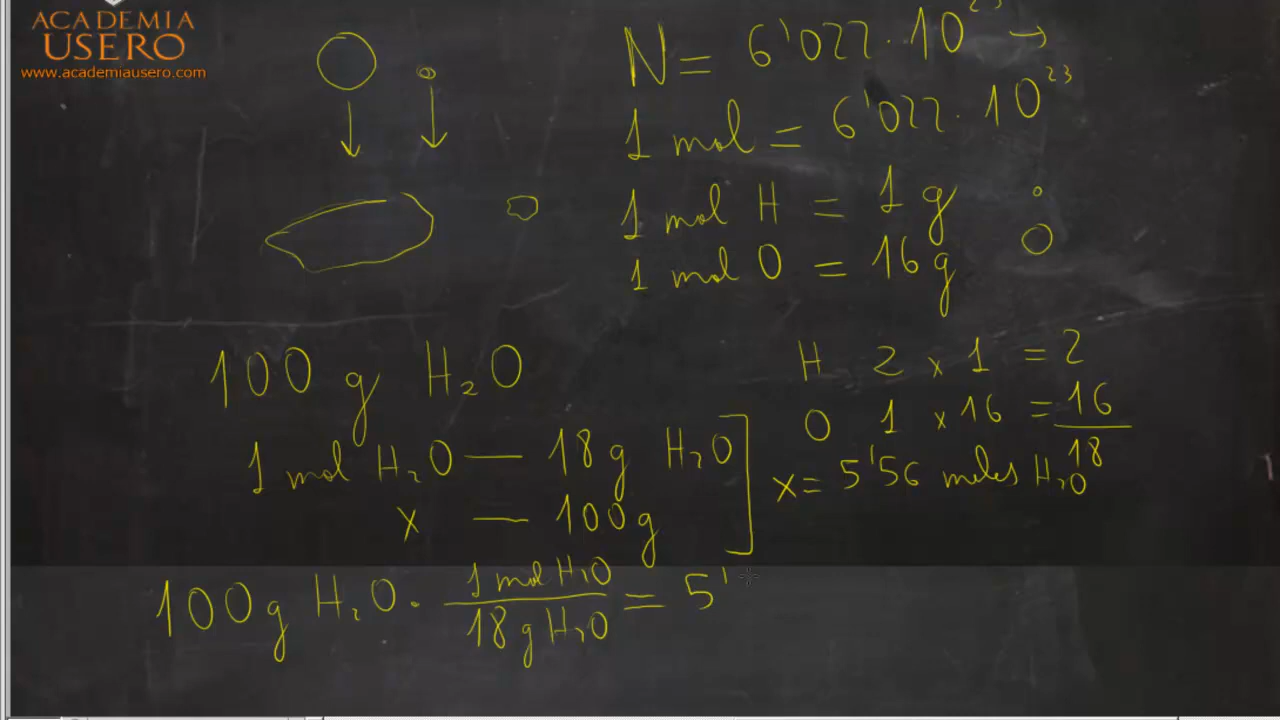 ACADEMIA
USERO
www.academiausero.com
N = 6'022 · 10²³ →
1 mol = 6'022 · 10²³
1 mol H = 1 g
1 mol O = 16 g
100 g H₂O
H 2 x 1 = 2
O 1 x 16 = 16
18
1 mol H₂O — 18 g H₂O
x — 100 g
x = 5'56 moles H₂O
100 g H₂O · 1 mol H₂O / 18 g H₂O = 5'